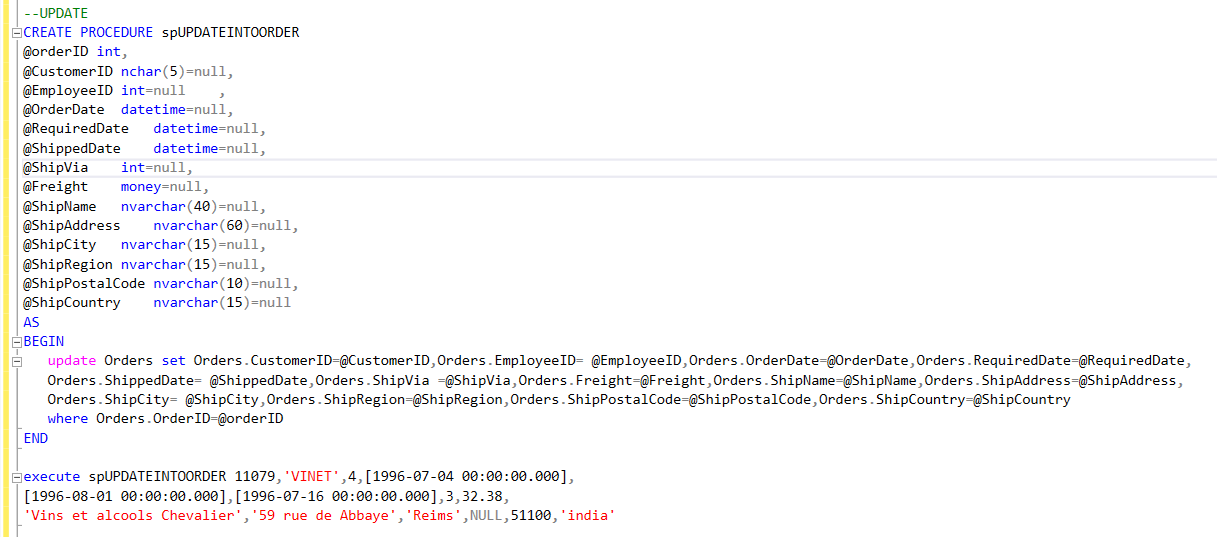 --UPDATE
CREATE PROCEDURE spUPDATEINTOORDER
@orderID int,
@CustomerID nchar(5)=null,
@EmployeeID int=null    ,
@OrderDate  datetime=null,
@RequiredDate   datetime=null,
@ShippedDate    datetime=null,
@ShipVia    int=null,
@Freight    money=null,
@ShipName   nvarchar(40)=null,
@ShipAddress    nvarchar(60)=null,
@ShipCity   nvarchar(15)=null,
@ShipRegion nvarchar(15)=null,
@ShipPostalCode nvarchar(10)=null,
@ShipCountry    nvarchar(15)=null
AS
BEGIN
   update Orders set Orders.CustomerID=@CustomerID,Orders.EmployeeID= @EmployeeID,Orders.OrderDate=@OrderDate,Orders.RequiredDate=@RequiredDate,
   Orders.ShippedDate= @ShippedDate,Orders.ShipVia =@ShipVia,Orders.Freight=@Freight,Orders.ShipName=@ShipName,Orders.ShipAddress=@ShipAddress,
   Orders.ShipCity= @ShipCity,Orders.ShipRegion=@ShipRegion,Orders.ShipPostalCode=@ShipPostalCode,Orders.ShipCountry=@ShipCountry
   where Orders.OrderID=@orderID
END
execute spUPDATEINTOORDER 11079,'VINET',4,[1996-07-04 00:00:00.000],
[1996-08-01 00:00:00.000],[1996-07-16 00:00:00.000],3,32.38,
'Vins et alcools Chevalier','59 rue de Abbaye','Reims',NULL,51100,'india'